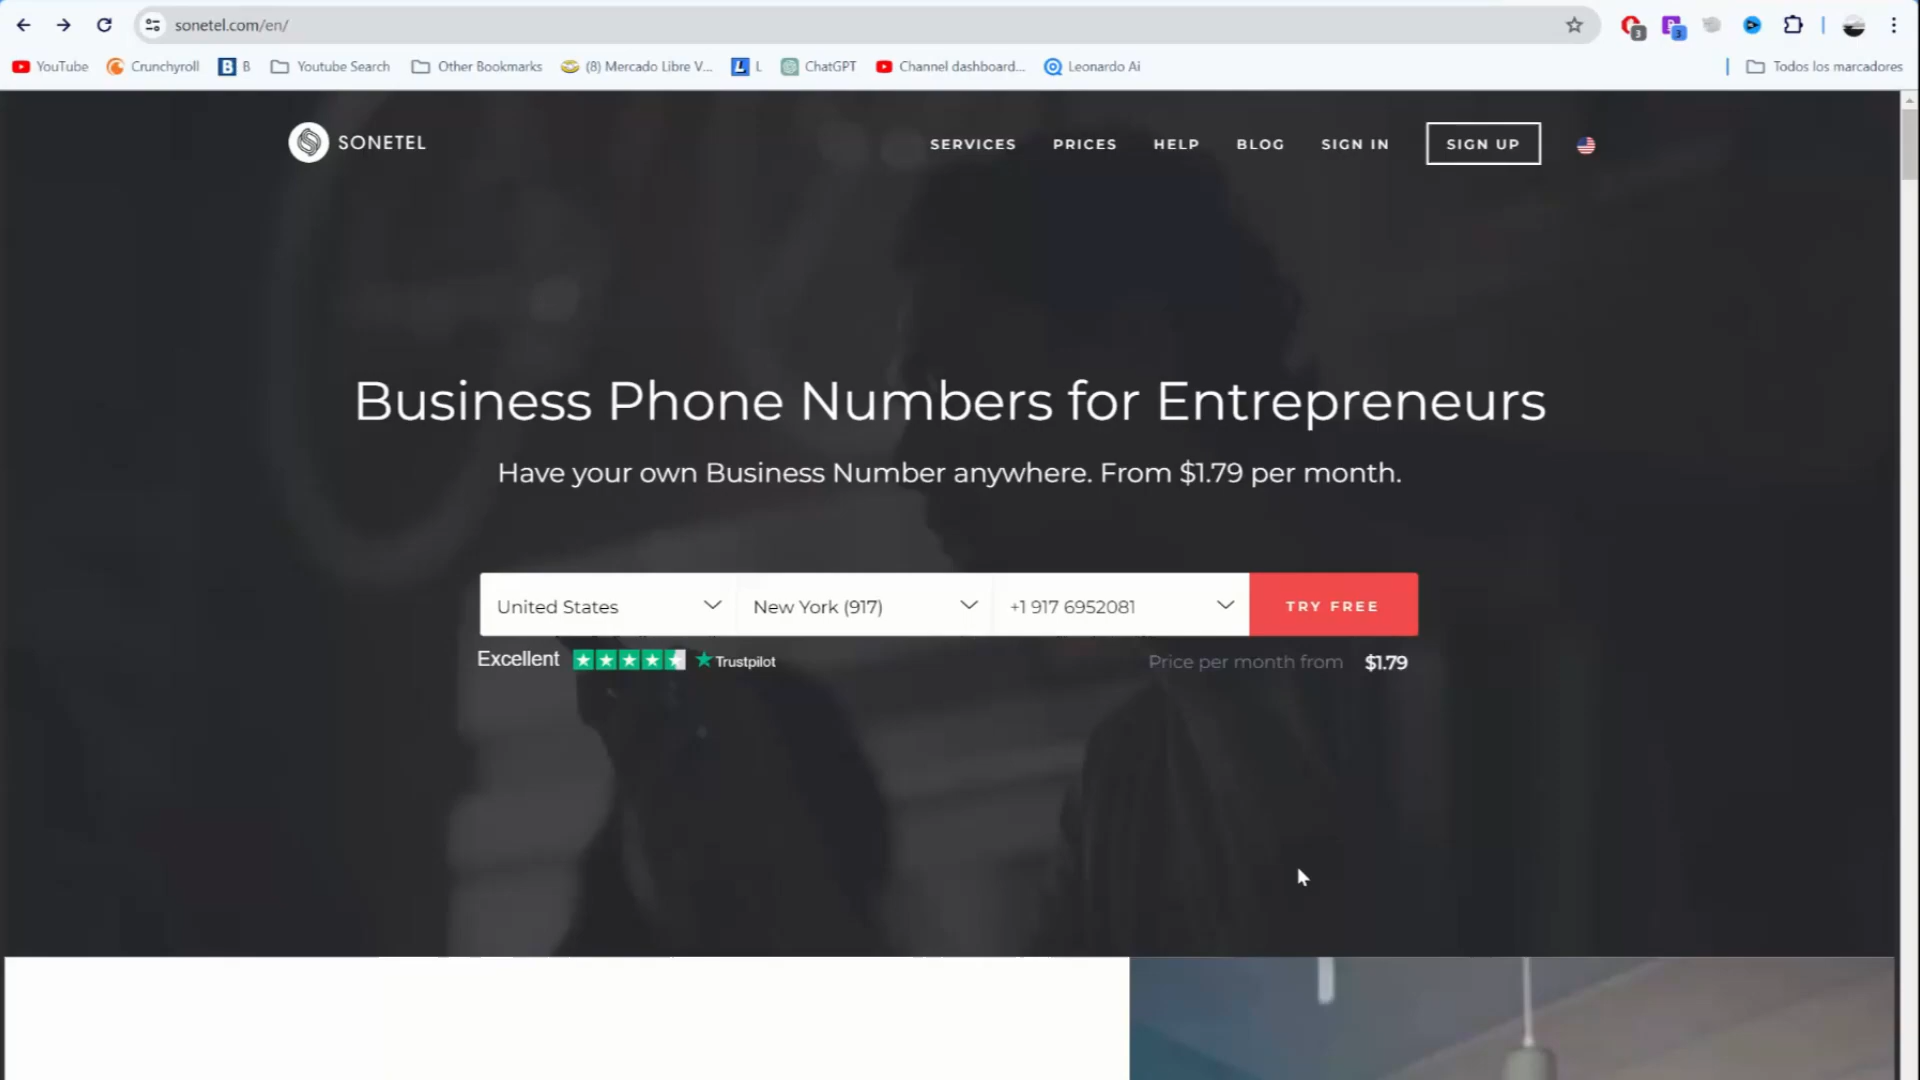 sonetel.com/en/
3
3
YouTube
Crunchyroll
B B
Youtube Search
Other Bookmarks
(8) Mercado Libre V...
L L
ChatGPT
Channel dashboard...
Leonardo Ai
Todos los marcadores
SONETEL
SERVICES
PRICES
HELP
BLOG
SIGN IN
SIGN UP
Business Phone Numbers for Entrepreneurs
Have your own Business Number anywhere. From $1.79 per month.
United States
New York (917)
+1 917 6952081
TRY FREE
Excellent
Trustpilot
Price per month from $1.79